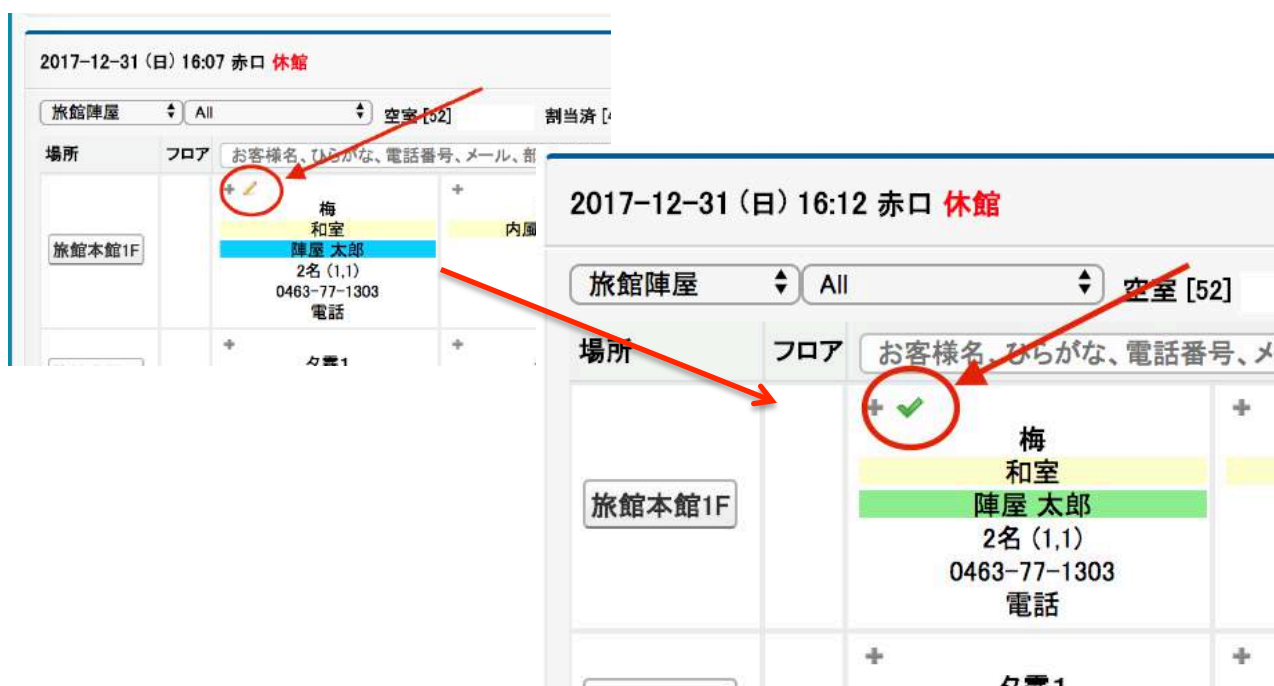 2017-12-31 (日) 16:07 赤口 休館
旅館陣屋 All 空室 [52] 割当済 [
場所 フロア お客様名、ひらがな、電話番号、メール、部
梅
和室 内風
旅館本館1F 陣屋 太郎
2名 (1,1)
0463-77-1303
電話
夕霧1
2017-12-31 (日) 16:12 赤口 休館
旅館陣屋 All 空室 [52]
場所 フロア お客様名、ひらがな、電話番号、メ
梅
和室
旅館本館1F 陣屋 太郎
2名 (1,1)
0463-77-1303
電話
夕霧1